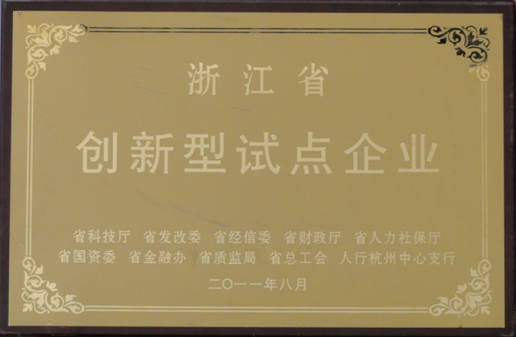 浙江省
创新型试点企业
省科技厅 省发改委 省经信委 省财政厅 省人力社保厅
省国资委 省金融办 省质监局 省总工会 人行杭州中心支行
二〇一一年八月